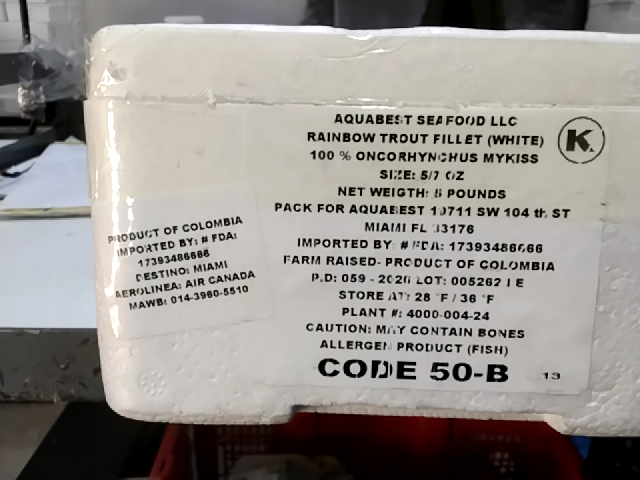 AQUABEST SEAFOOD LLC
RAINBOW TROUT FILLET (WHITE)
K
100 % ONCORHYNCHUS MYKISS
SIZE: 5/7 OZ
NET WEIGTH: 5 POUNDS
PACK FOR AQUABEST 10711 SW 104 th ST
MIAMI FL 33176
IMPORTED BY: # FDA: 17393486666
FARM RAISED- PRODUCT OF COLOMBIA
P.D: 059 - 2026 LOT: 005262
STORE AT: 28 °F / 36 °F
PLANT #: 4000-004-24
CAUTION: MAY CONTAIN BONES
ALLERGEN PRODUCT (FISH)
CODE 50-B 13
PRODUCT OF COLOMBIA
IMPORTED BY: # FDA:
17393486666
DESTINO: MIAMI
AEROLINEA: AIR CANADA
MAWB: 014-3960-5510